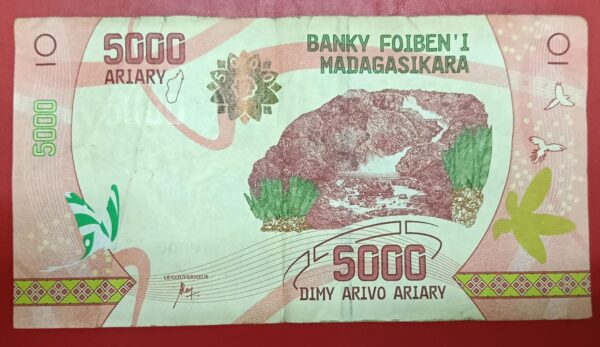 5000
ARIARY
BANKY FOIBEN'I
MADAGASIKARA
5000
LE GOUVERNEUR
5000
DIMY ARIVO ARIARY